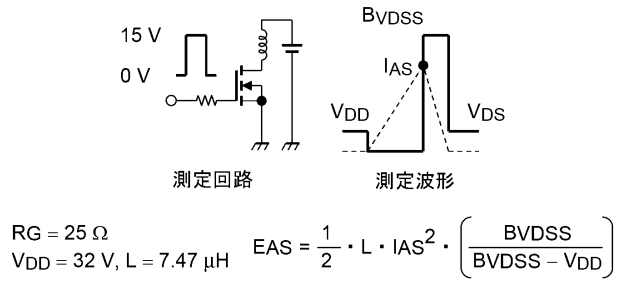 15 V
0 V
測定回路
BVDSS
IAS
VDD
VDS
測定波形
RG = 25 Ω
VDD = 32 V, L = 7.47 μH
EAS = 1/2 · L · IAS² · (BVDSS / (BVDSS − VDD))